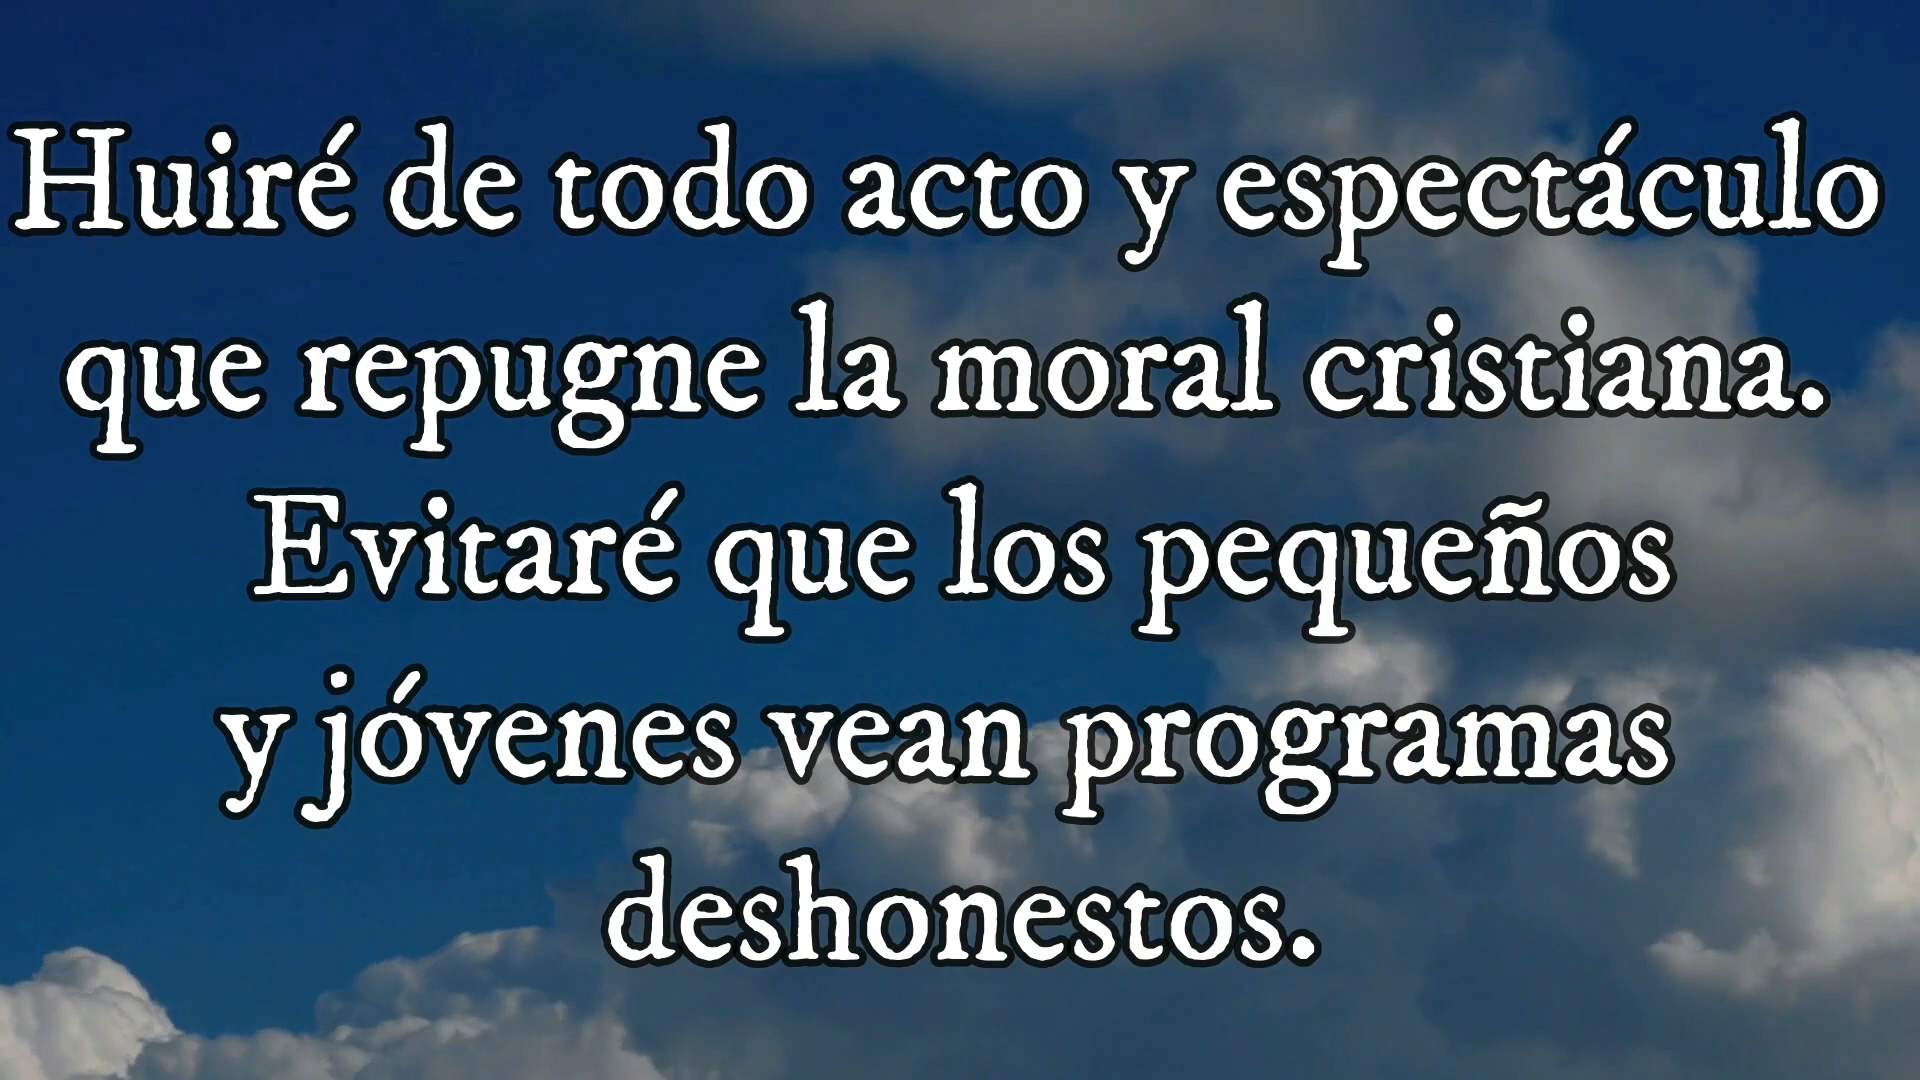 Huiré de todo acto y espectáculo
que repugne la moral cristiana.
Evitaré que los pequeños
y jóvenes vean programas
deshonestos.